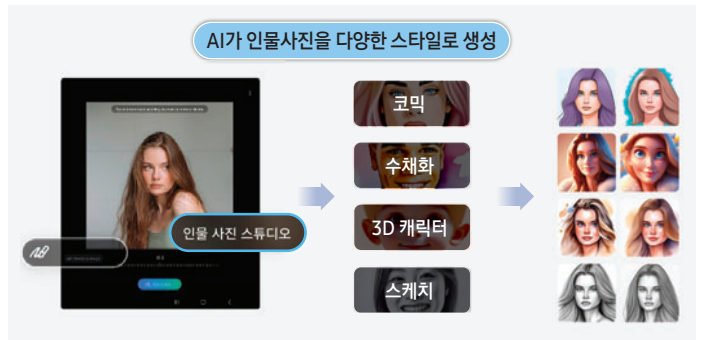 AI가 인물사진을 다양한 스타일로 생성
코믹
수채화
인물 사진 스튜디오
3D 캐릭터
스케치